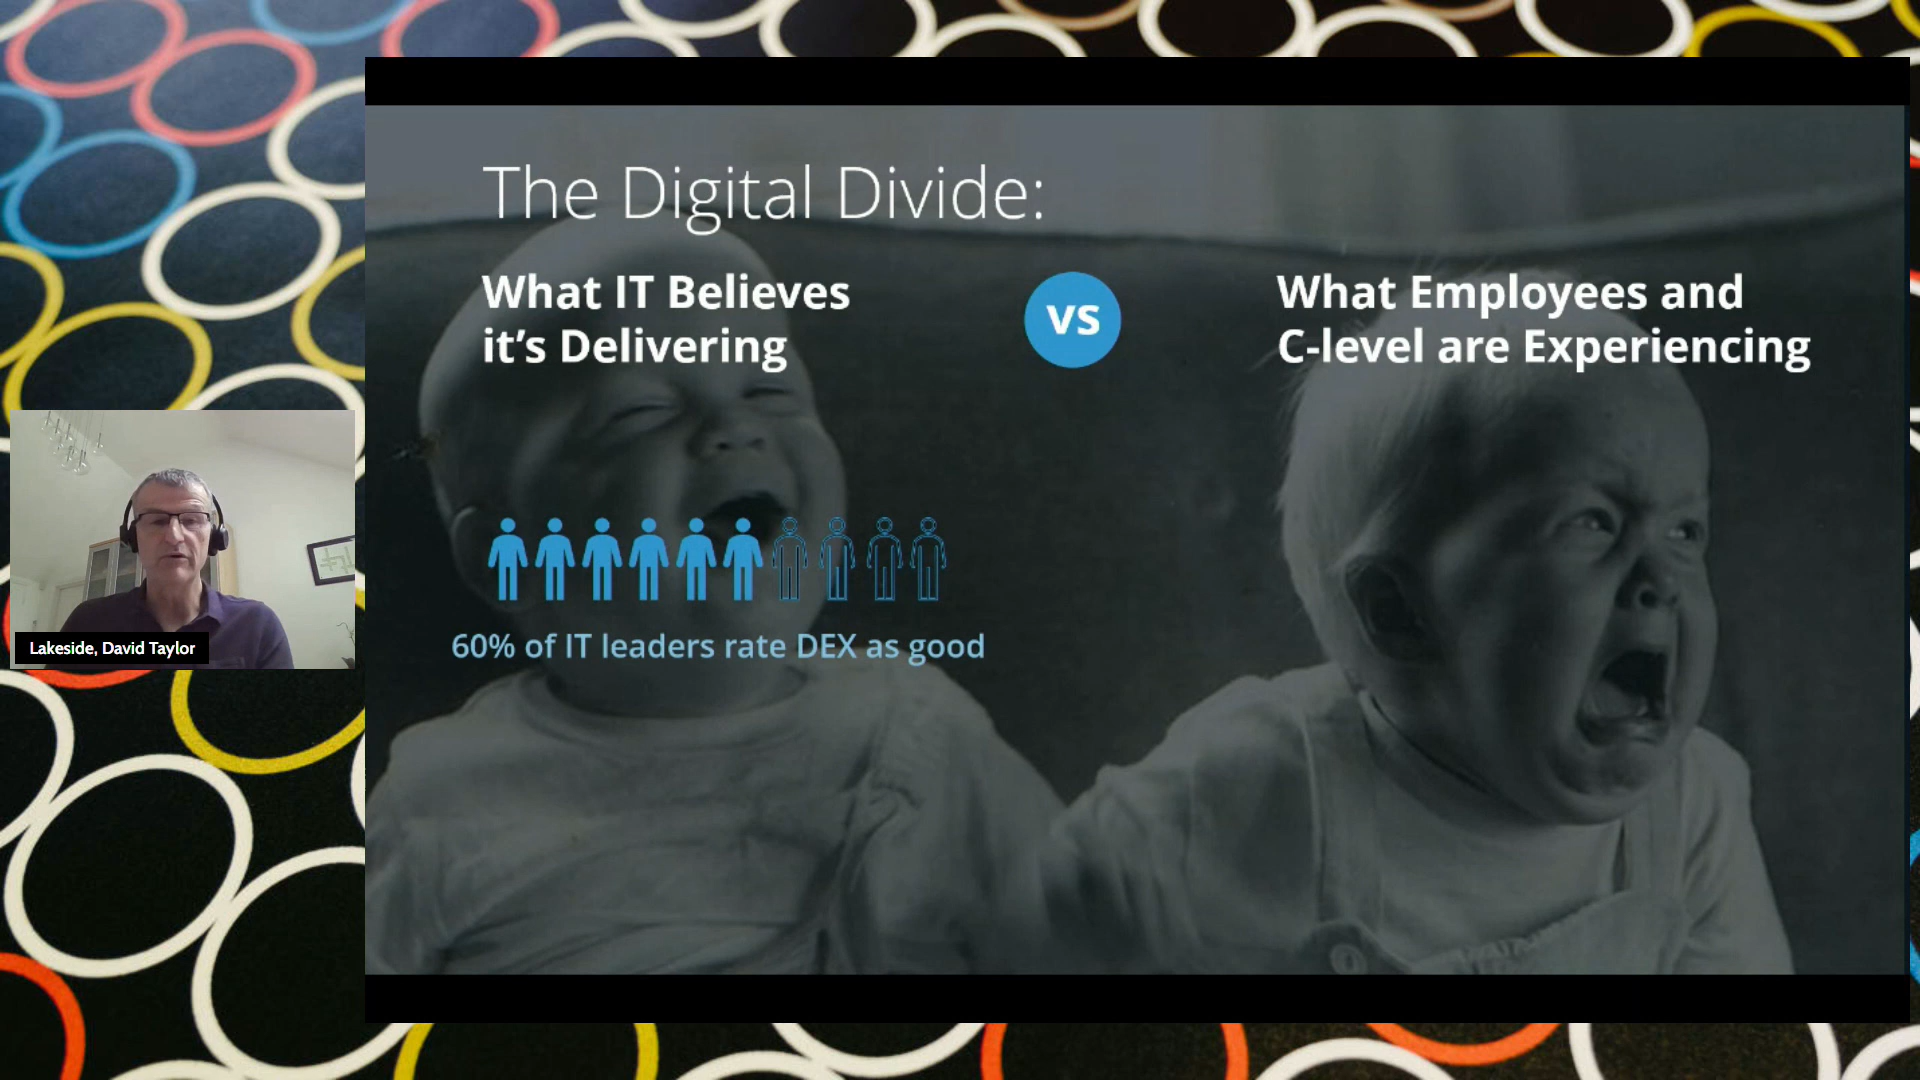 The Digital Divide:
What IT Believes
it’s Delivering
VS
What Employees and
C-level are Experiencing
60% of IT leaders rate DEX as good
Lakeside, David Taylor